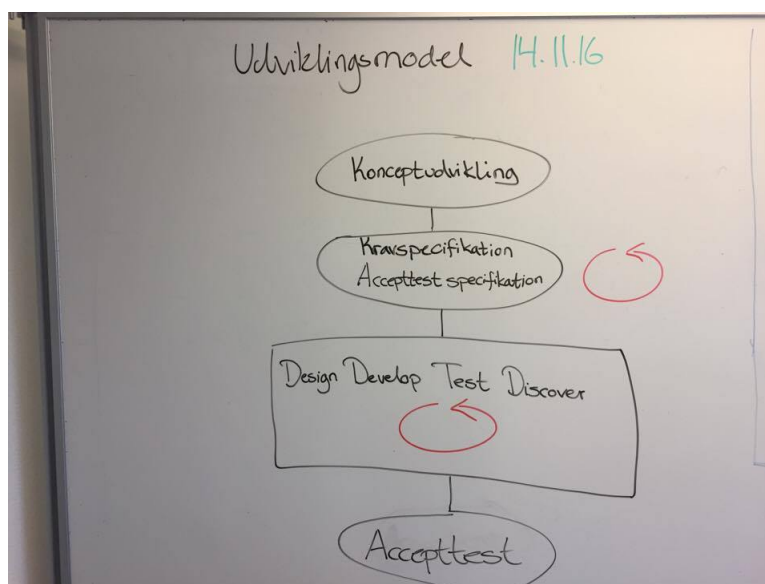 Udviklingsmodel 14.11.16
Konceptudvikling
Kravspecifikation
Accepttest specifikation
Design Develop Test Discover
Accepttest